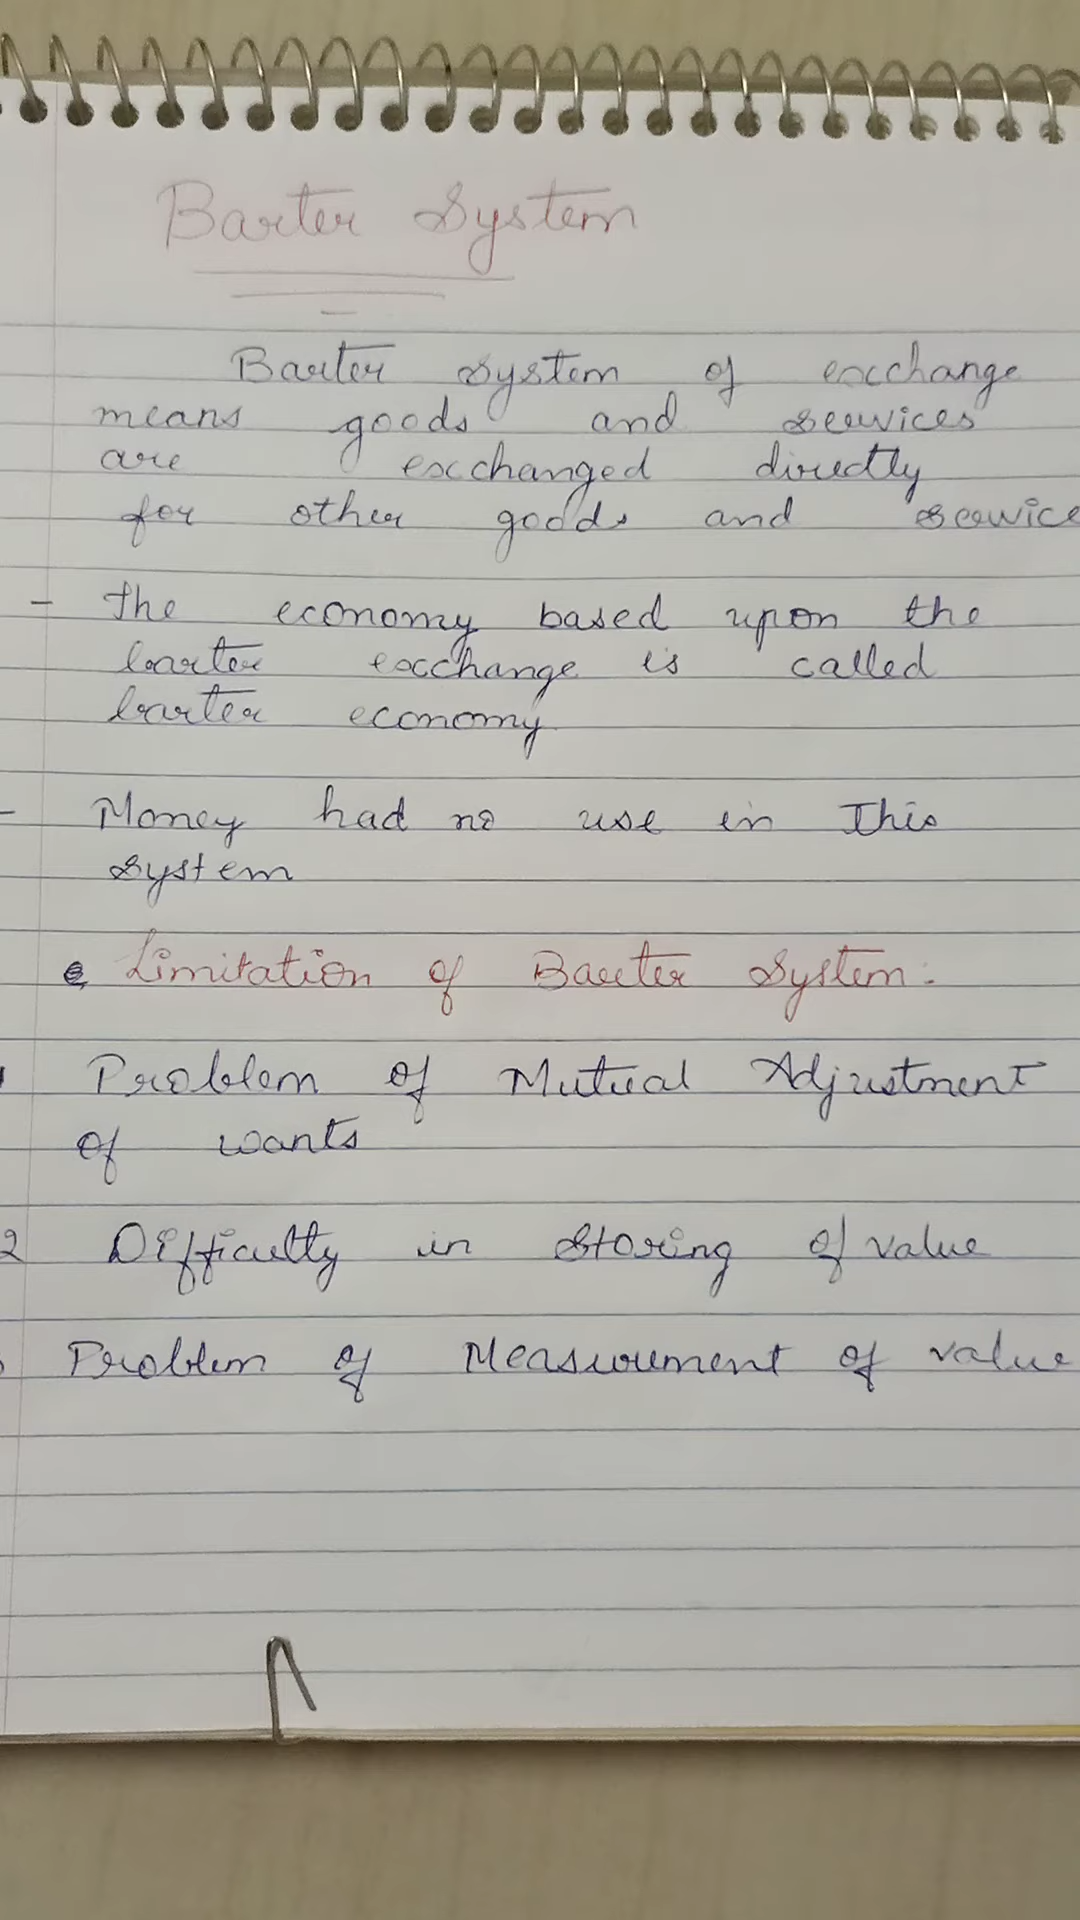 Barter System
Barter System of exchange
means goods and services
are exchanged directly
for other goods and service
- The economy based upon the
barter exchange is called
barter economy
- Money had no use in This
System
Limitation of Barter System:
Problem of Mutual Adjustment
of wants
2 Difficulty in Storing of value
Problem of Measurement of value